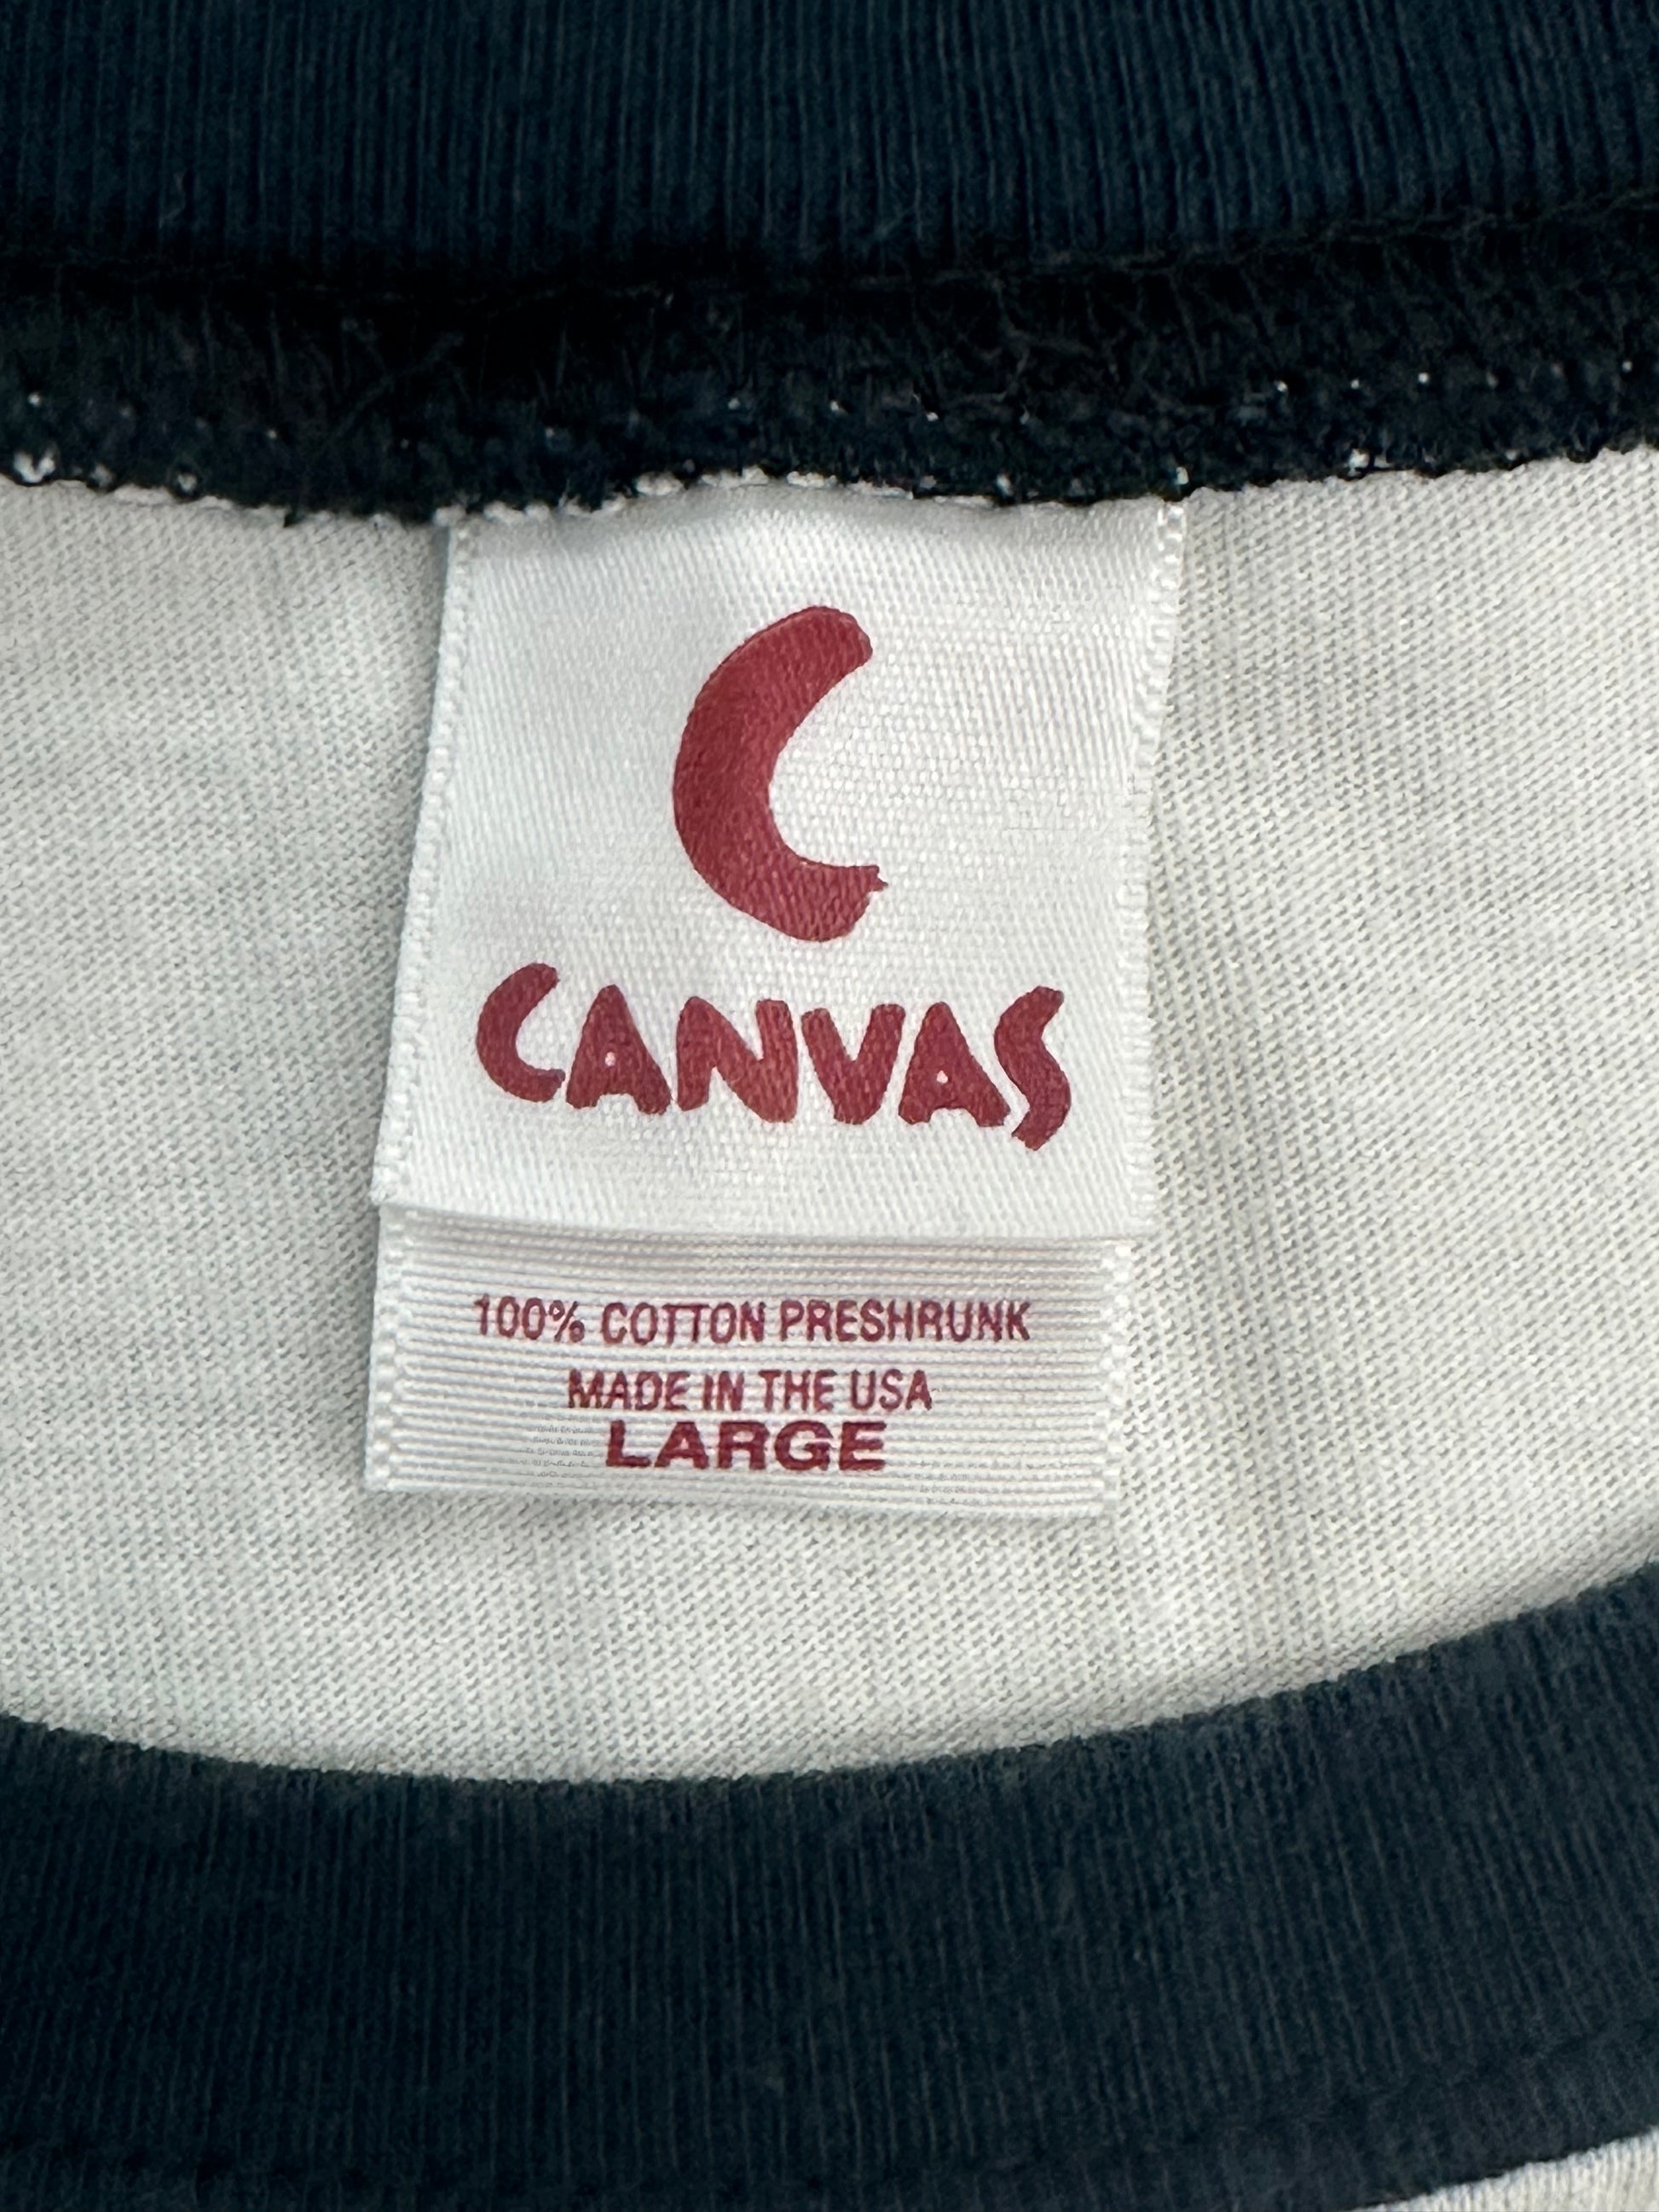 C
CANVAS
100% COTTON PRESHRUNK
MADE IN THE USA
LARGE